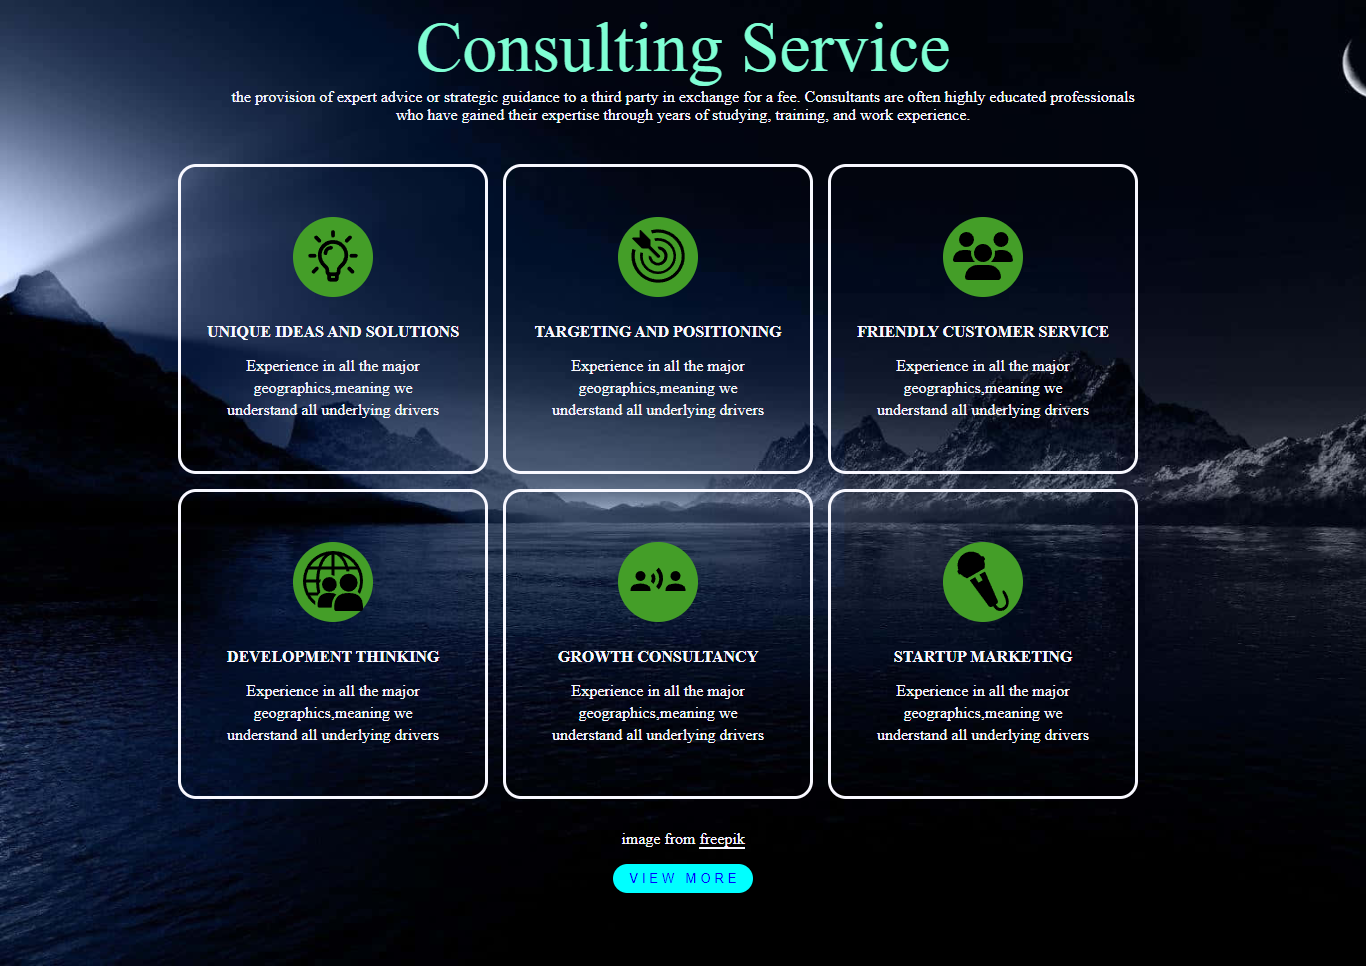 Consulting Service
the provision of expert advice or strategic guidance to a third party in exchange for a fee. Consultants are often highly educated professionals
who have gained their expertise through years of studying, training, and work experience.
UNIQUE IDEAS AND SOLUTIONS
Experience in all the major
geographics,meaning we
understand all underlying drivers
TARGETING AND POSITIONING
Experience in all the major
geographics,meaning we
understand all underlying drivers
FRIENDLY CUSTOMER SERVICE
Experience in all the major
geographics,meaning we
understand all underlying drivers
DEVELOPMENT THINKING
Experience in all the major
geographics,meaning we
understand all underlying drivers
GROWTH CONSULTANCY
Experience in all the major
geographics,meaning we
understand all underlying drivers
STARTUP MARKETING
Experience in all the major
geographics,meaning we
understand all underlying drivers
image from freepik
VIEW MORE